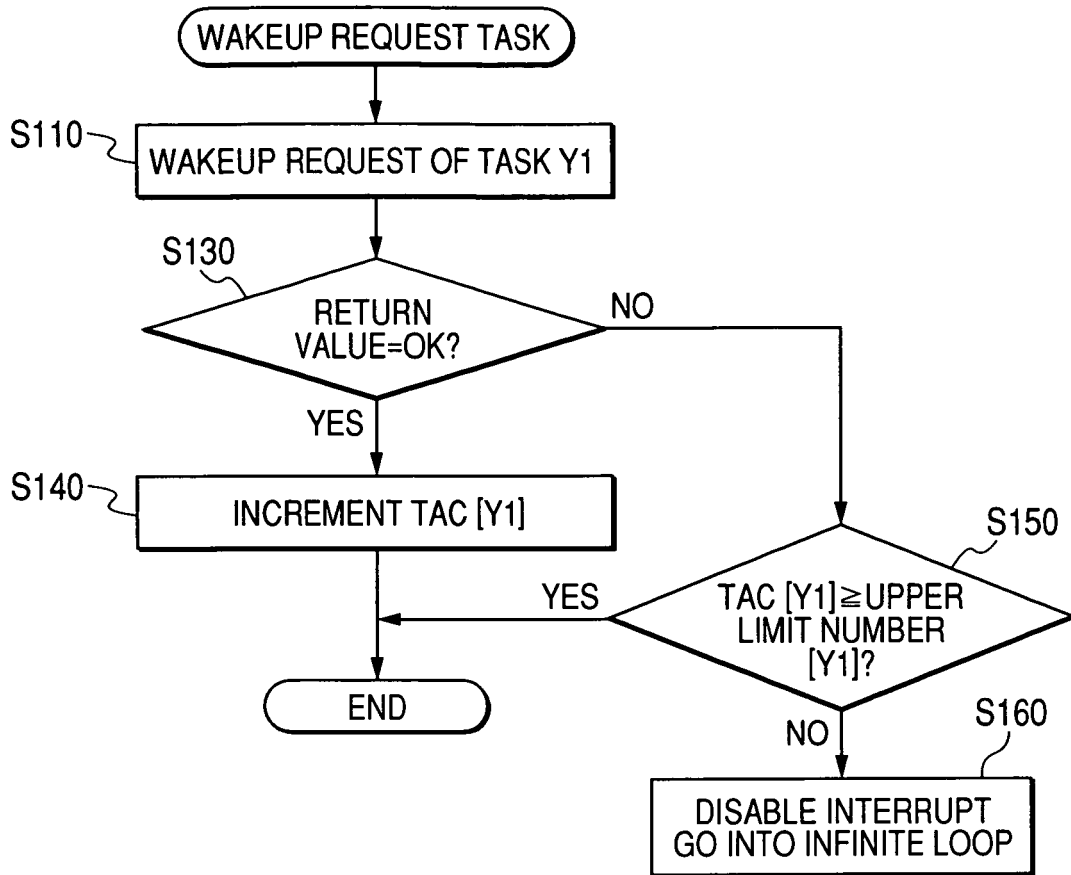 WAKEUP REQUEST TASK
S110
WAKEUP REQUEST OF TASK Y1
S130
RETURN
VALUE=OK?
NO
YES
S140
INCREMENT TAC [Y1]
S150
TAC [Y1]≧UPPER
LIMIT NUMBER
[Y1]?
YES
END
NO
S160
DISABLE INTERRUPT
GO INTO INFINITE LOOP